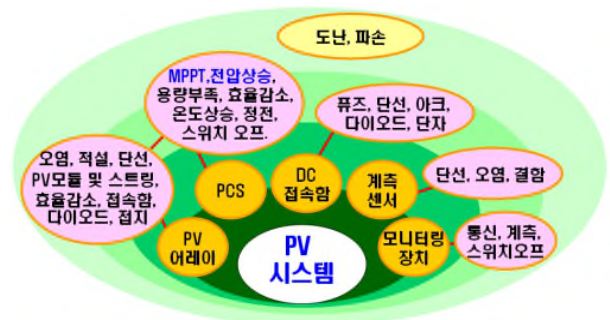 도난, 파손
MPPT,전압상승,
용량부족, 효율감소,
온도상승, 정전,
스위치 오프.
퓨즈, 단선, 아크,
다이오드, 단자
오염, 적설, 단선,
PV모듈 및 스트링,
효율감소, 접속함,
다이오드, 접지
PCS
DC
접속함
계측
센서
단선, 오염, 결함
PV
어레이
모니터링
장치
통신, 계측,
스위치오프
PV
시스템